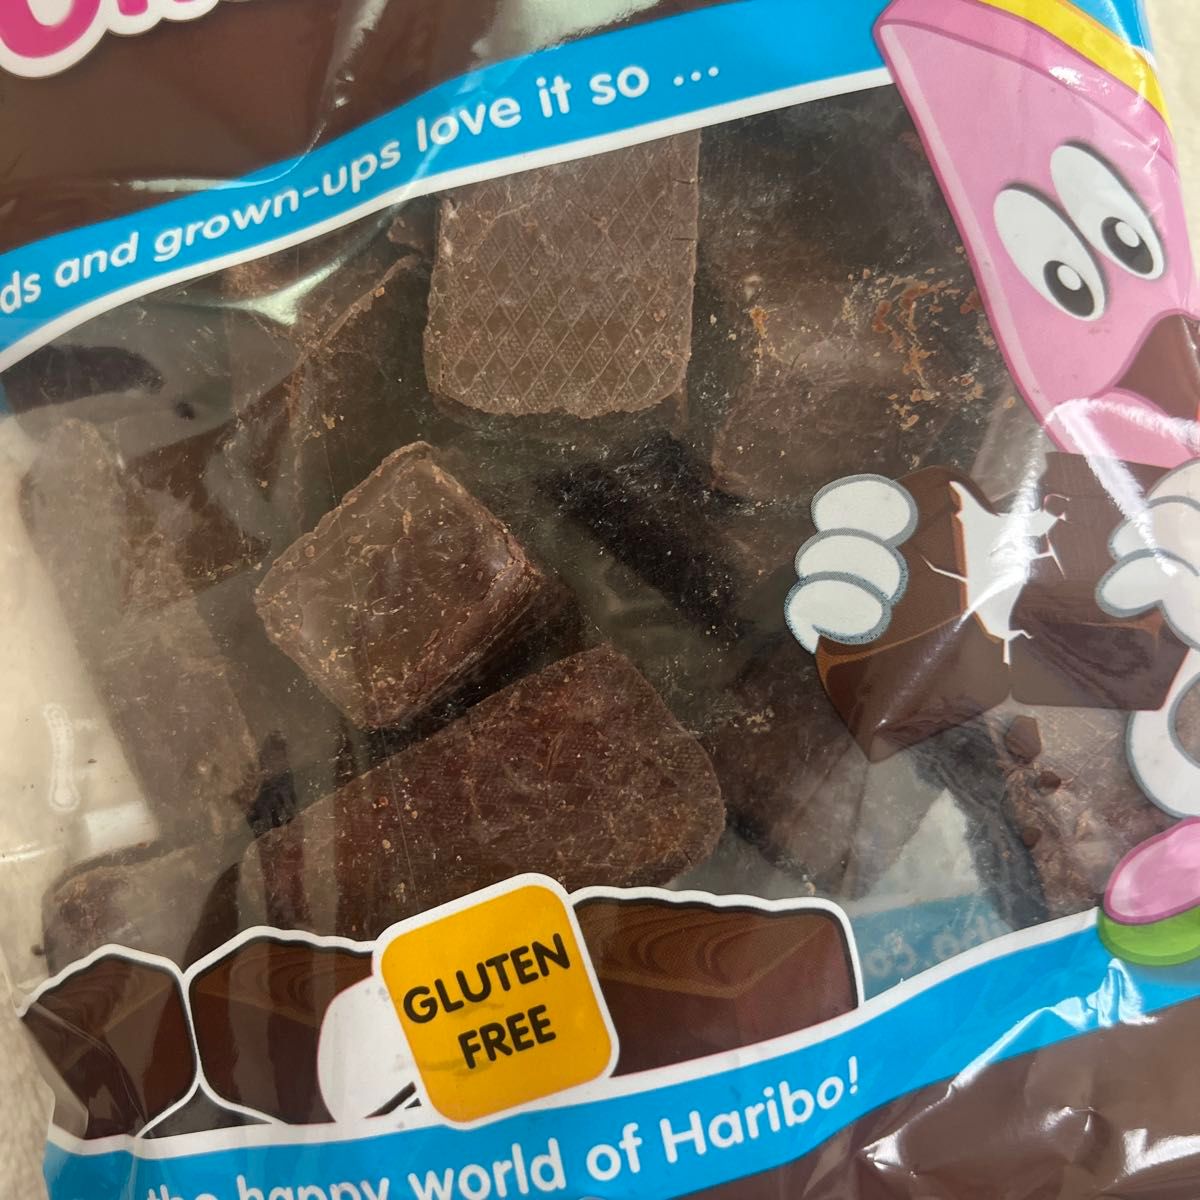 ds and grown-ups love it so ...
GLUTEN
FREE
the happy world of Haribo!